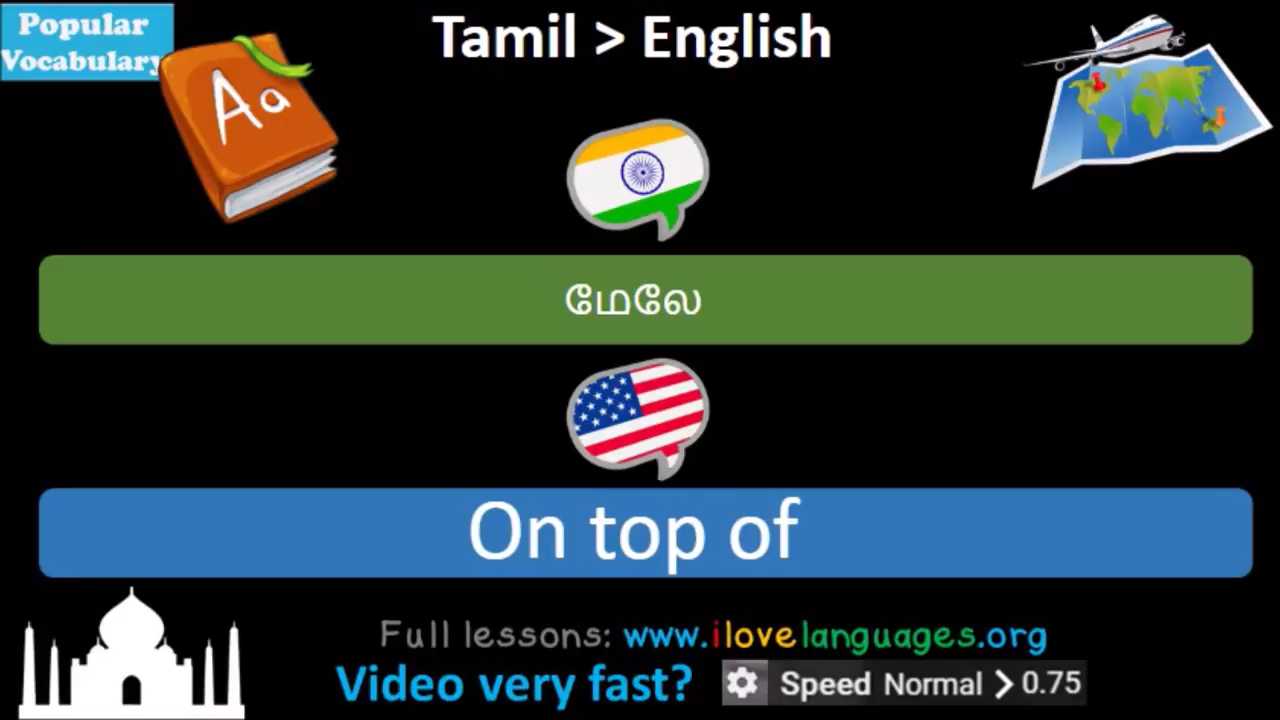 Popular
Vocabulary
Aa
Tamil > English
மேலே
On top of
Full lessons: www.ilovelanguages.org
Video very fast? Speed Normal > 0.75